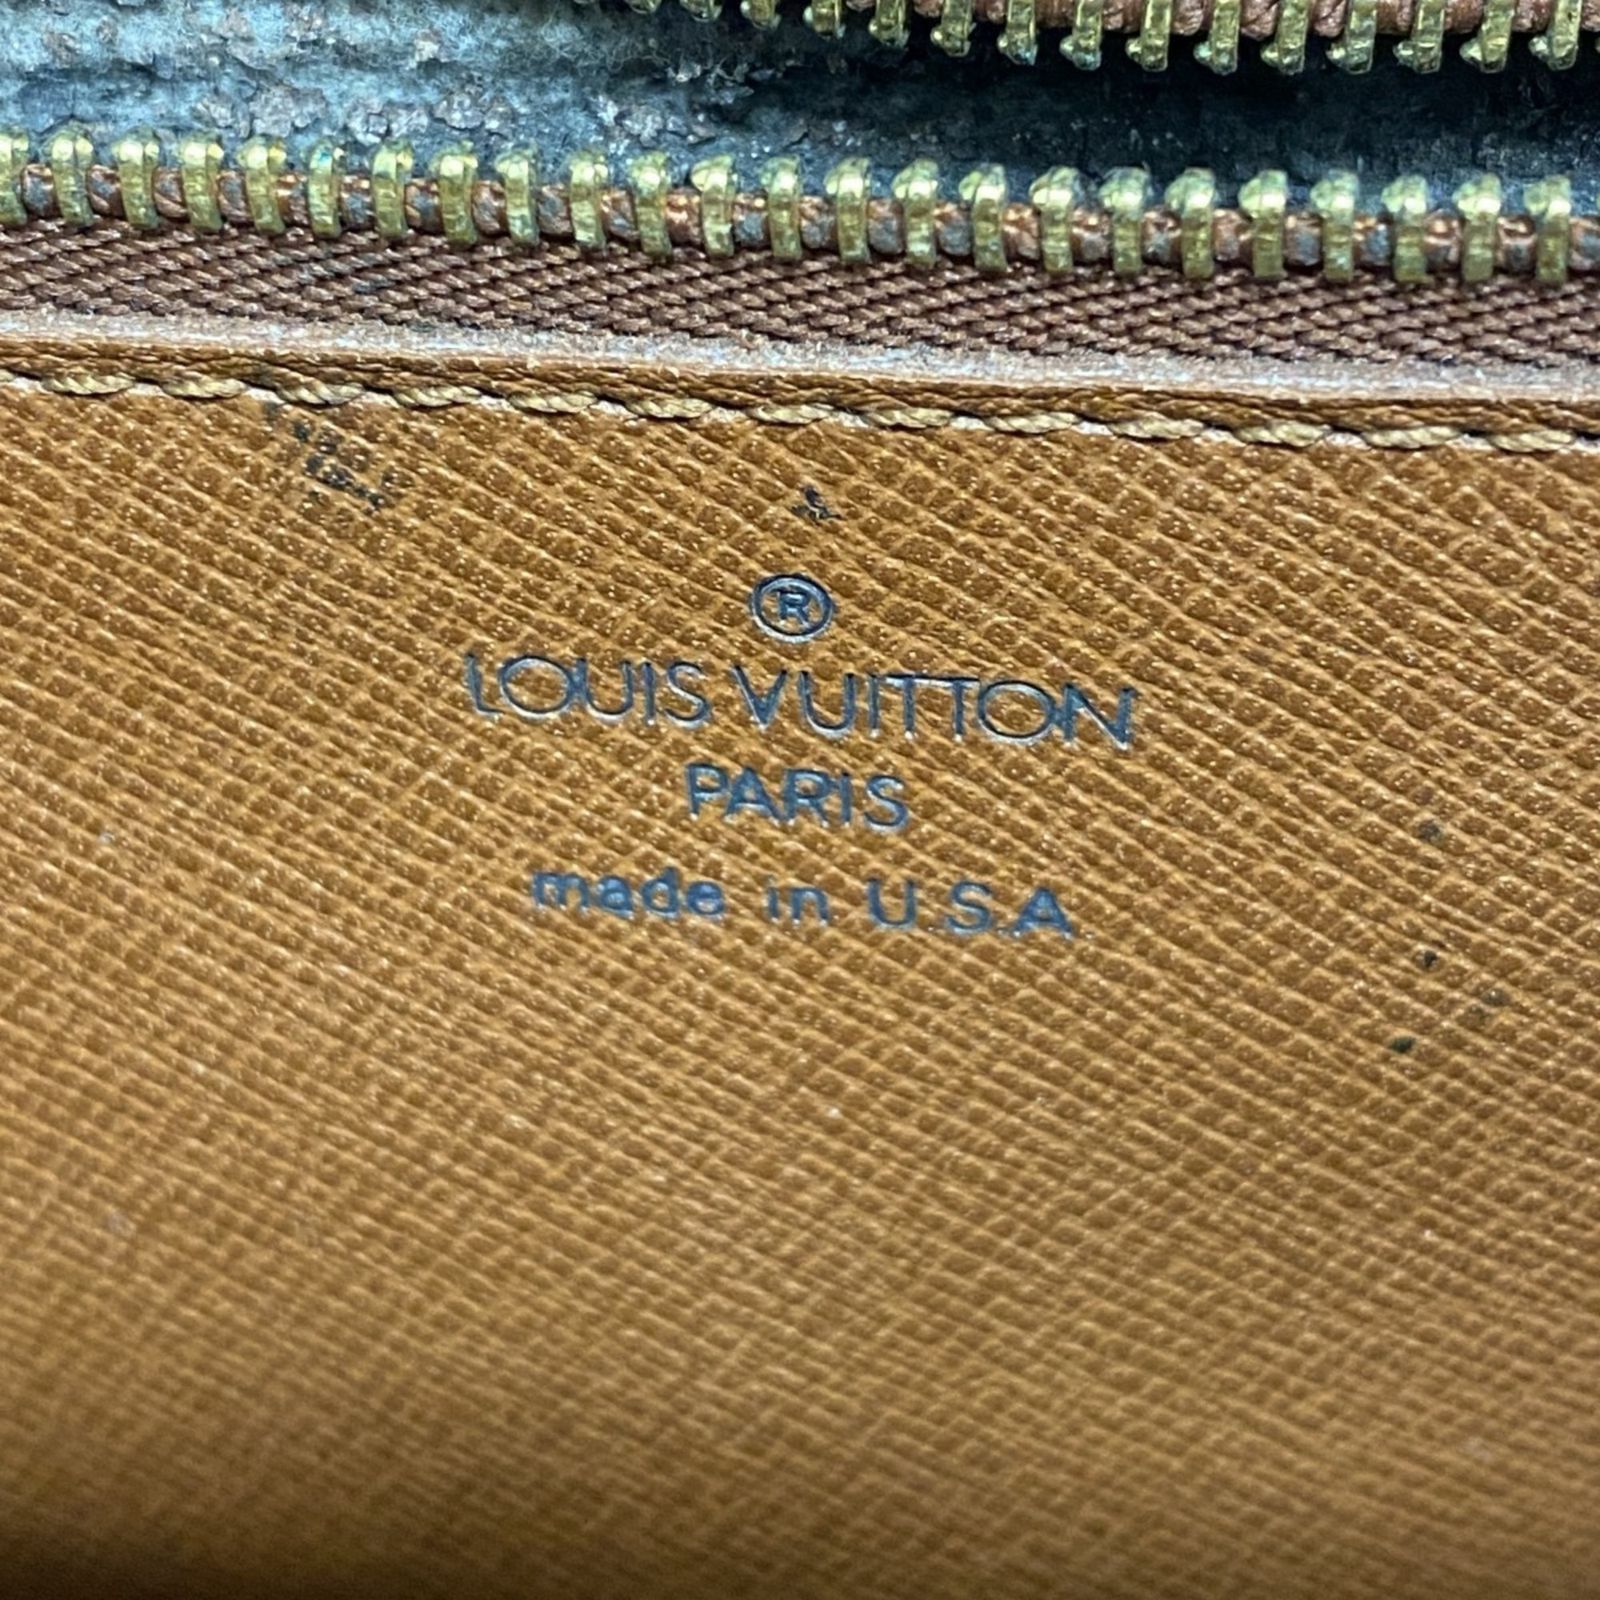 ®
LOUIS VUITTON
PARIS
made in U.S.A.